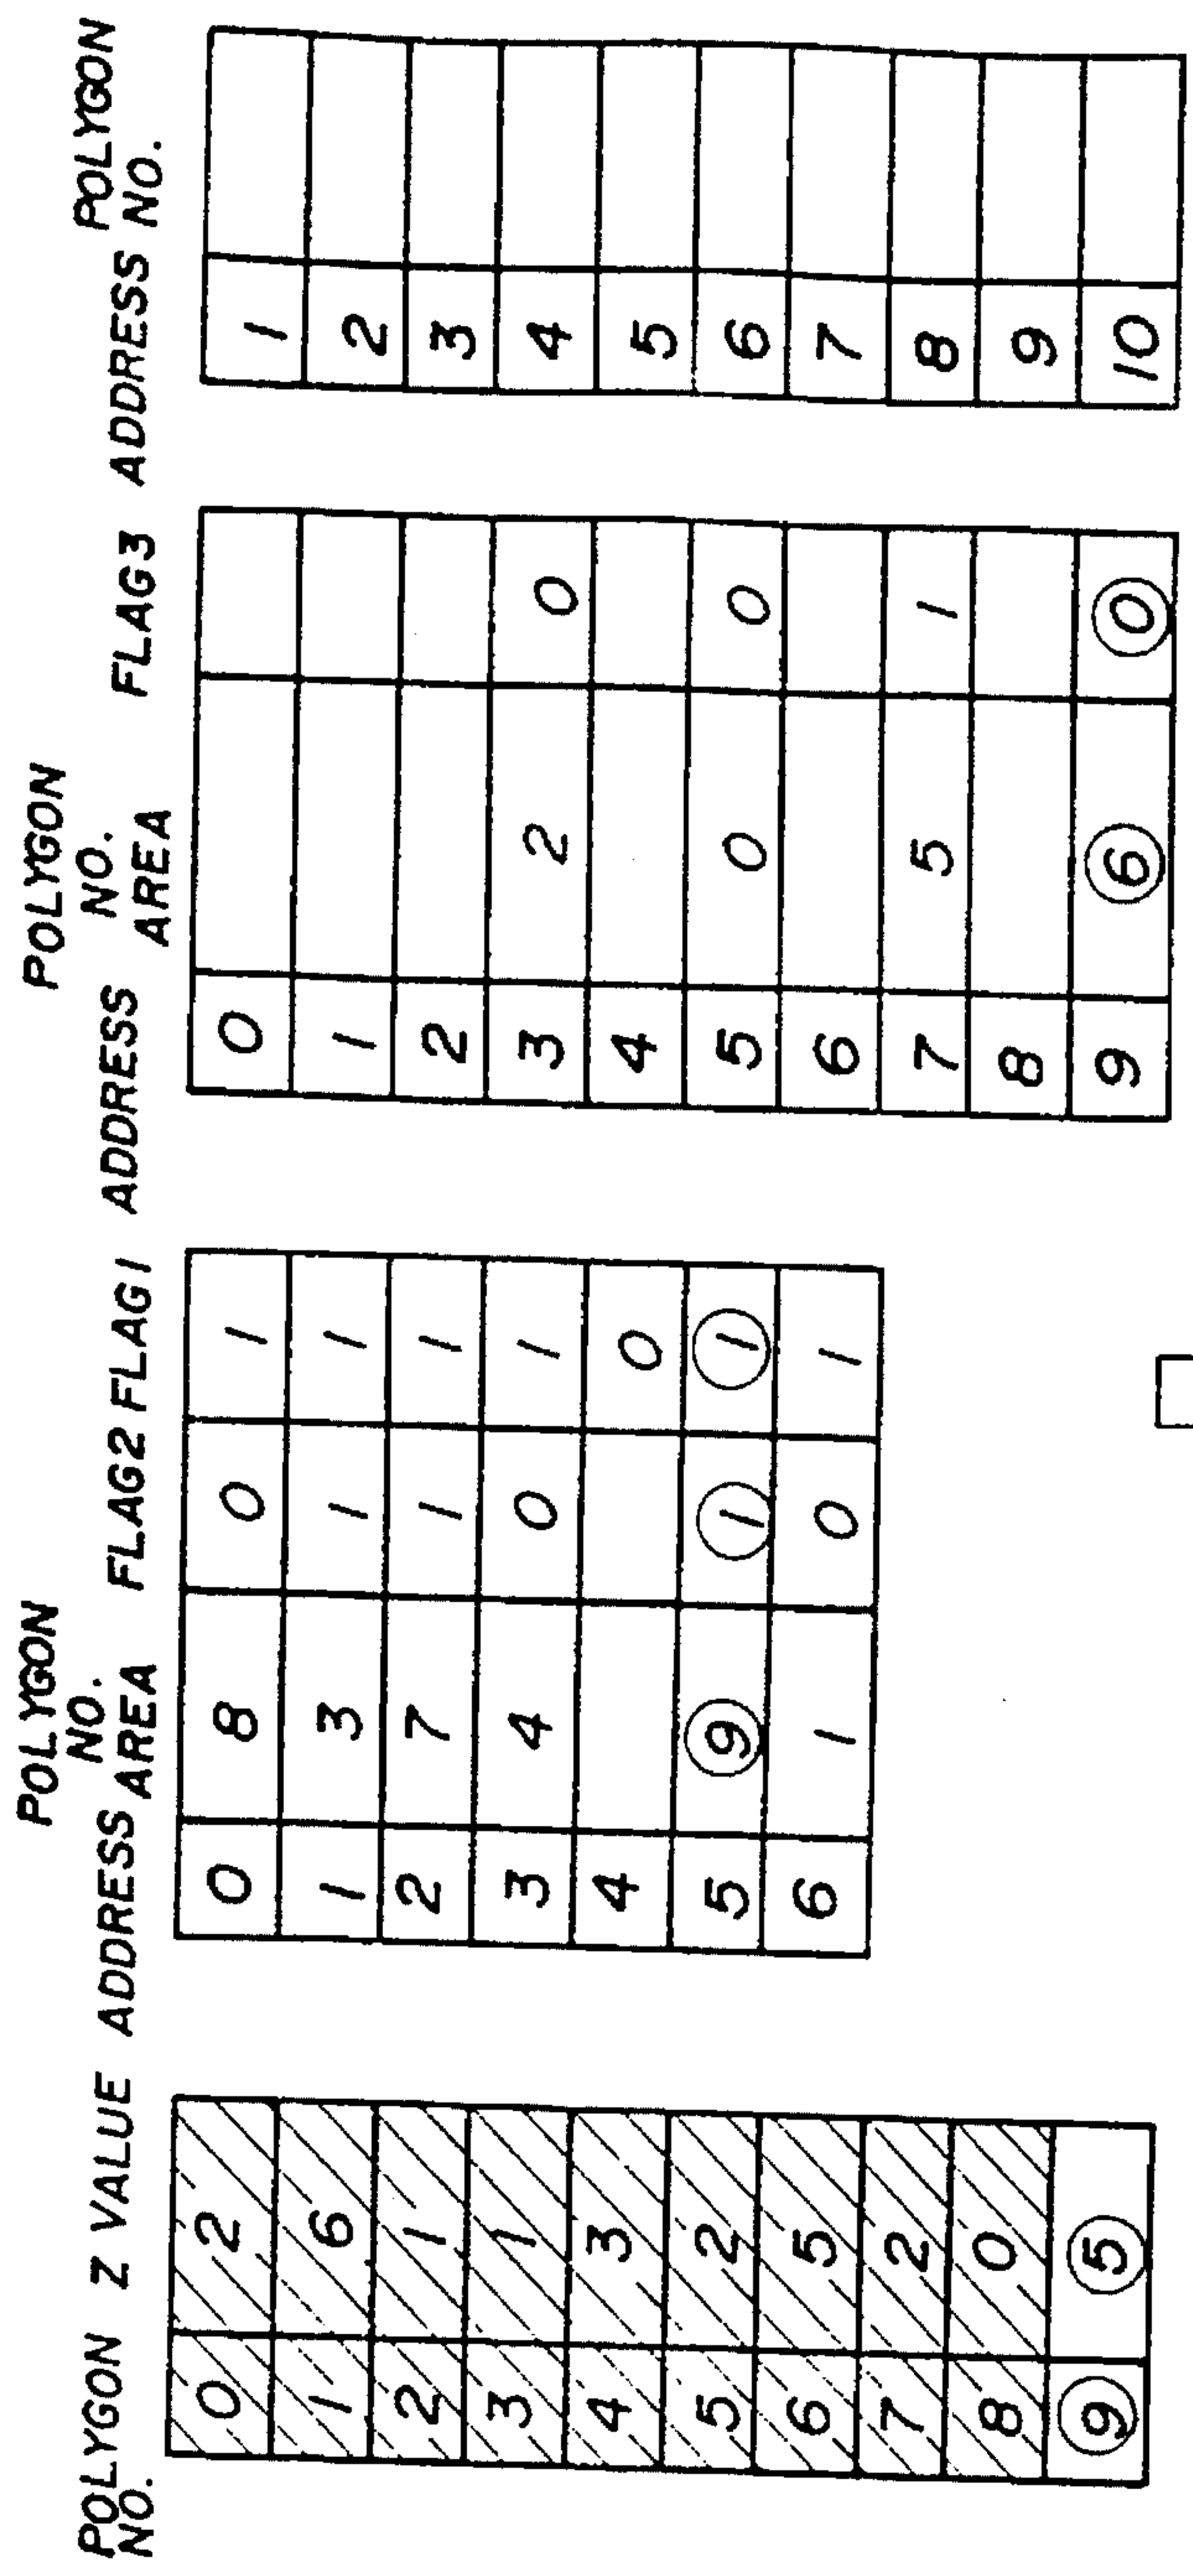 POLYGON NO. Z VALUE
0 2
1 6
2 1
3 1
4 3
5 2
6 5
7 2
8 0
9 5
ADDRESS POLYGON NO. AREA FLAG2 FLAG1
0 8 0 1
1 3 1 1
2 7 1 1
3 4 0 1
4 0
5 9 1 1
6 1 0 1
ADDRESS POLYGON NO. AREA FLAG3
0
1
2
3 2 0
4
5 0 0
6
7 5 1
8
9 6 0
ADDRESS POLYGON NO.
1
2
3
4
5
6
7
8
9
10